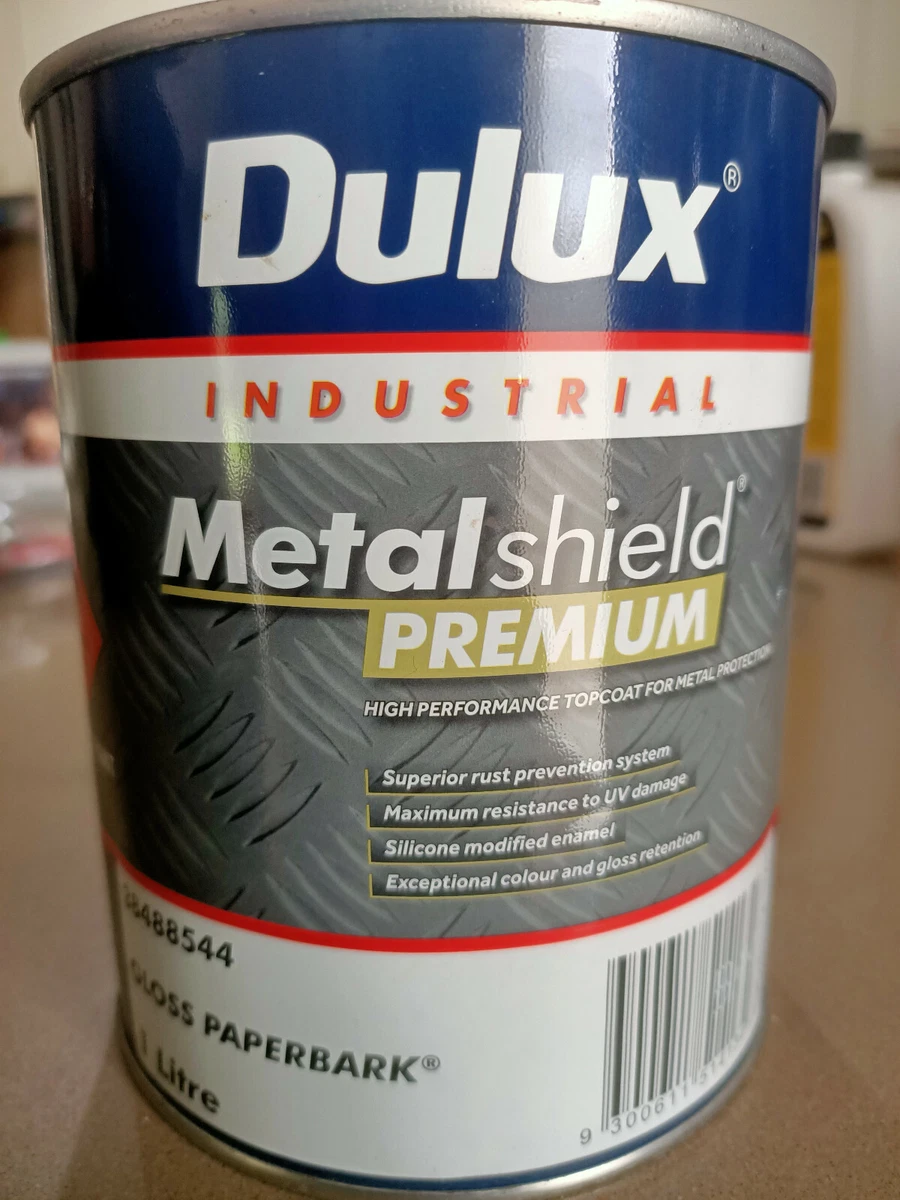 Dulux®
INDUSTRIAL
Metalshield®
PREMIUM
HIGH PERFORMANCE TOPCOAT FOR METAL PROTECTION
Superior rust prevention system
Maximum resistance to UV damage
Silicone modified enamel
Exceptional colour and gloss retention
GLOSS PAPERBARK®
1 Litre